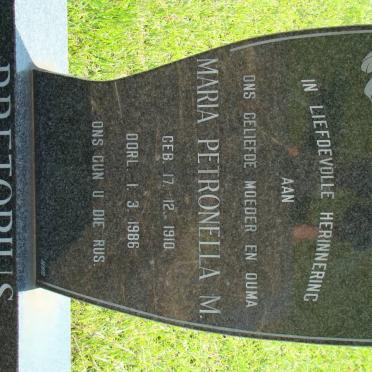 IN LIEFDEVOLLE HERINNERING
AAN
ONS GELIEFDE MOEDER EN OUMA
MARIA PETRONELLA M.
GEB. 17. 12. 1910
OORL. 1. 3. 1986
ONS GUN U DIE RUS
PRETORIUS